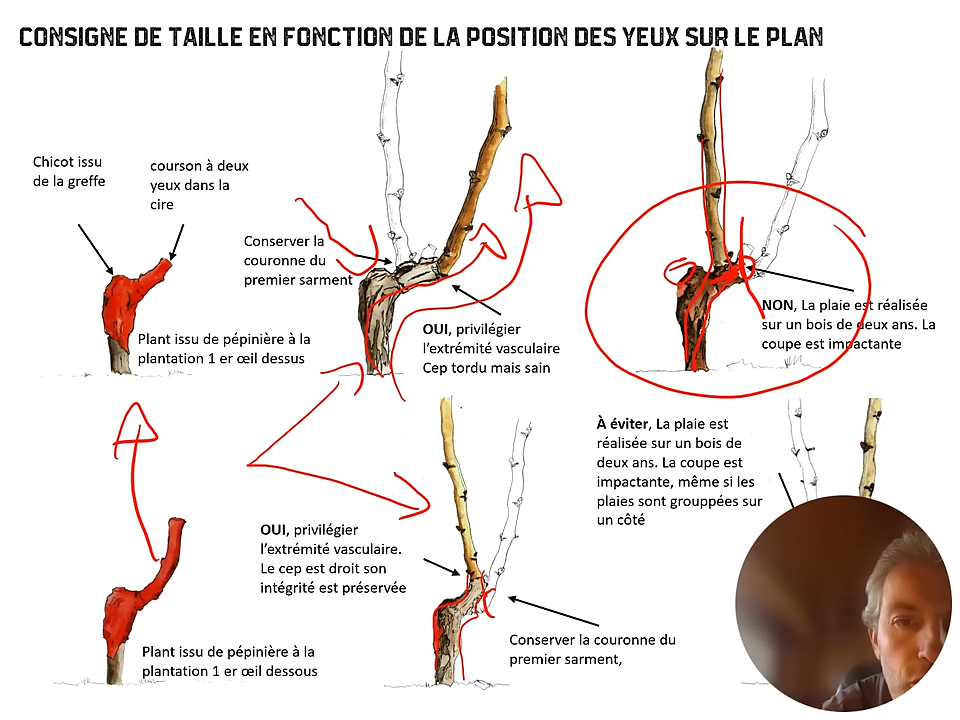 CONSIGNE DE TAILLE EN FONCTION DE LA POSITION DES YEUX SUR LE PLAN
Chicot issu
de la greffe
courson à deux
yeux dans la
cire
Conserver la
couronne du
premier sarment
Plant issu de pépinière à la
plantation 1 er œil dessus
OUI, privilégier
l'extrémité vasculaire
Cep tordu mais sain
NON, La plaie est réalisée
sur un bois de deux ans. La
coupe est impactante
À éviter, La plaie est
réalisée sur un bois de
deux ans. La coupe est
impactante, même si les
plaies sont grouppées sur
un côté
OUI, privilégier
l'extrémité vasculaire.
Le cep est droit son
intégrité est préservée
Plant issu de pépinière à la
plantation 1 er œil dessous
Conserver la couronne du
premier sarment,